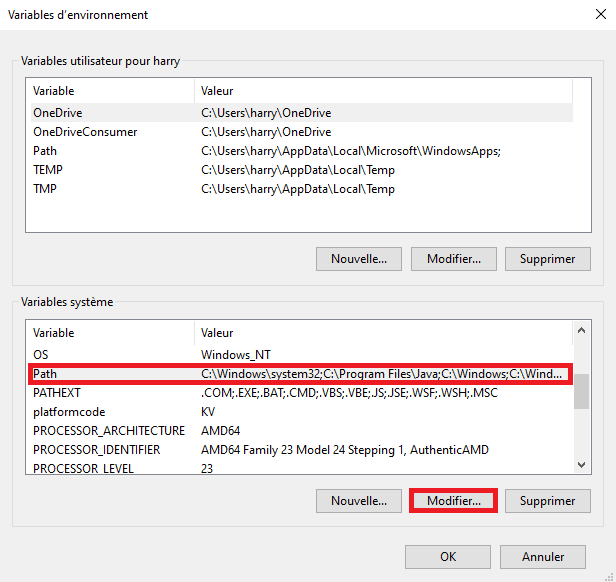 Variables d'environnement
Variables utilisateur pour harry
Variable Valeur
OneDrive C:\Users\harry\OneDrive
OneDriveConsumer C:\Users\harry\OneDrive
Path C:\Users\harry\AppData\Local\Microsoft\WindowsApps;
TEMP C:\Users\harry\AppData\Local\Temp
TMP C:\Users\harry\AppData\Local\Temp
Nouvelle... Modifier... Supprimer
Variables système
Variable Valeur
OS Windows_NT
Path C:\Windows\system32;C:\Program Files\Java;C:\Windows;C:\Wind...
PATHEXT .COM;.EXE;.BAT;.CMD;.VBS;.VBE;.JS;.JSE;.WSF;.WSH;.MSC
platformcode KV
PROCESSOR_ARCHITECTURE AMD64
PROCESSOR_IDENTIFIER AMD64 Family 23 Model 24 Stepping 1, AuthenticAMD
PROCESSOR_LEVEL 23
Nouvelle... Modifier... Supprimer
OK Annuler